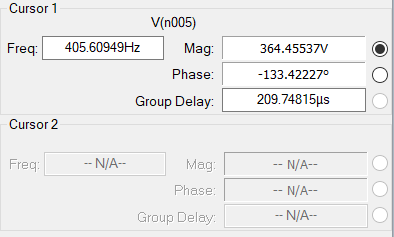 Cursor 1
V(n005)
Freq: 405.60949Hz Mag: 364.45537V
Phase: -133.42227º
Group Delay: 209.74815µs
Cursor 2
Freq: -- N/A-- Mag: -- N/A--
Phase: -- N/A--
Group Delay: -- N/A--